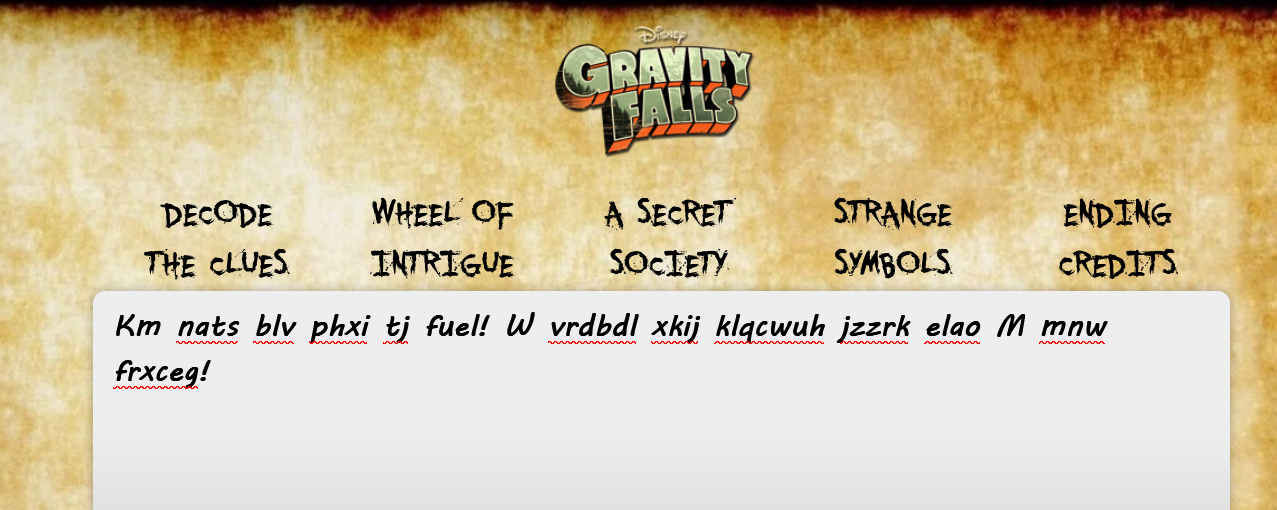 Disney
GRAVITY
FALLS
DECODE
THE CLUES
WHEEL OF
INTRIGUE
A SECRET
SOCIETY
STRANGE
SYMBOLS
ENDING
CREDITS
Km nats blv phxi tj fuel! W vrdbdl xkij klqcwuh jzzrk elao M mnw
frxceg!